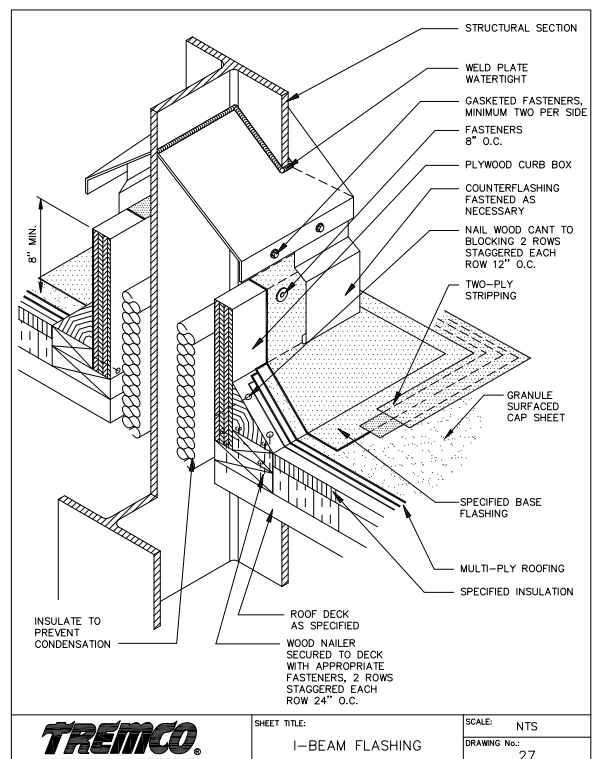 STRUCTURAL SECTION
WELD PLATE
WATERTIGHT
GASKETED FASTENERS,
MINIMUM TWO PER SIDE
FASTENERS
8" O.C.
PLYWOOD CURB BOX
COUNTERFLASHING
FASTENED AS
NECESSARY
NAIL WOOD CANT TO
BLOCKING 2 ROWS
STAGGERED EACH
ROW 12" O.C.
TWO-PLY
STRIPPING
8" MIN.
GRANULE
SURFACED
CAP SHEET
SPECIFIED BASE
FLASHING
MULTI-PLY ROOFING
SPECIFIED INSULATION
INSULATE TO
PREVENT
CONDENSATION
ROOF DECK
AS SPECIFIED
WOOD NAILER
SECURED TO DECK
WITH APPROPRIATE
FASTENERS, 2 ROWS
STAGGERED EACH
ROW 24" O.C.
TREMCO®
SHEET TITLE:
I-BEAM FLASHING
SCALE: NTS
DRAWING No.:
27